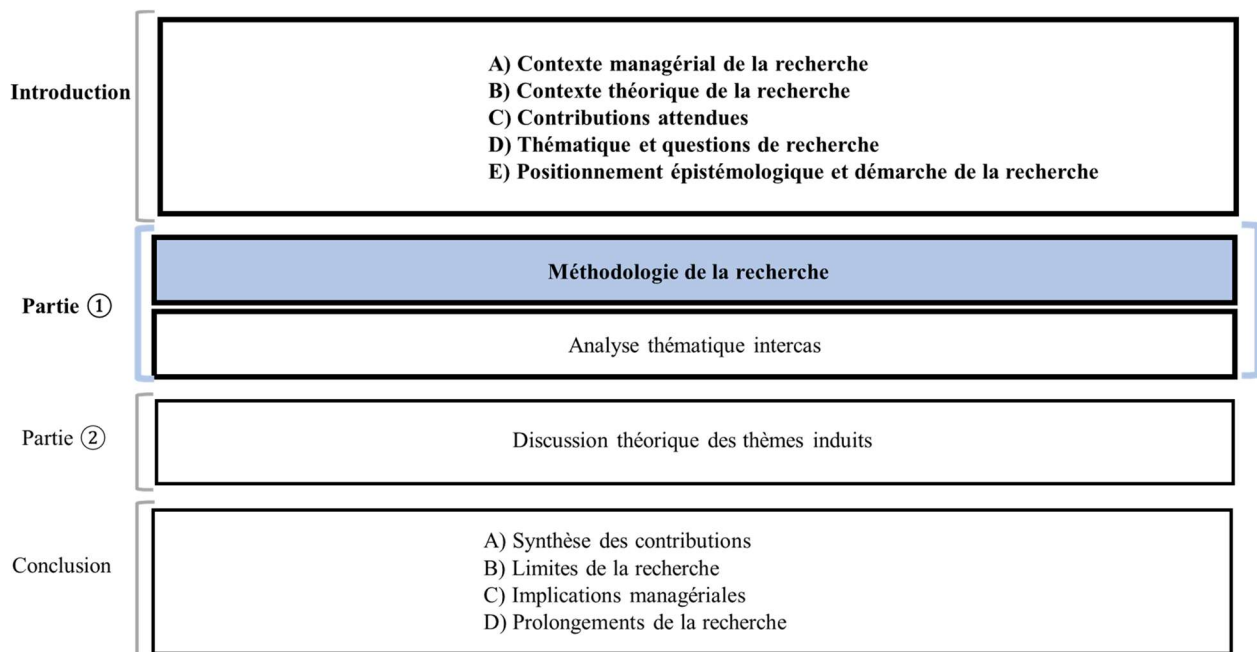 Introduction
A) Contexte managérial de la recherche
B) Contexte théorique de la recherche
C) Contributions attendues
D) Thématique et questions de recherche
E) Positionnement épistémologique et démarche de la recherche
Partie ①
Méthodologie de la recherche
Analyse thématique intercas
Partie ②
Discussion théorique des thèmes induits
Conclusion
A) Synthèse des contributions
B) Limites de la recherche
C) Implications managériales
D) Prolongements de la recherche